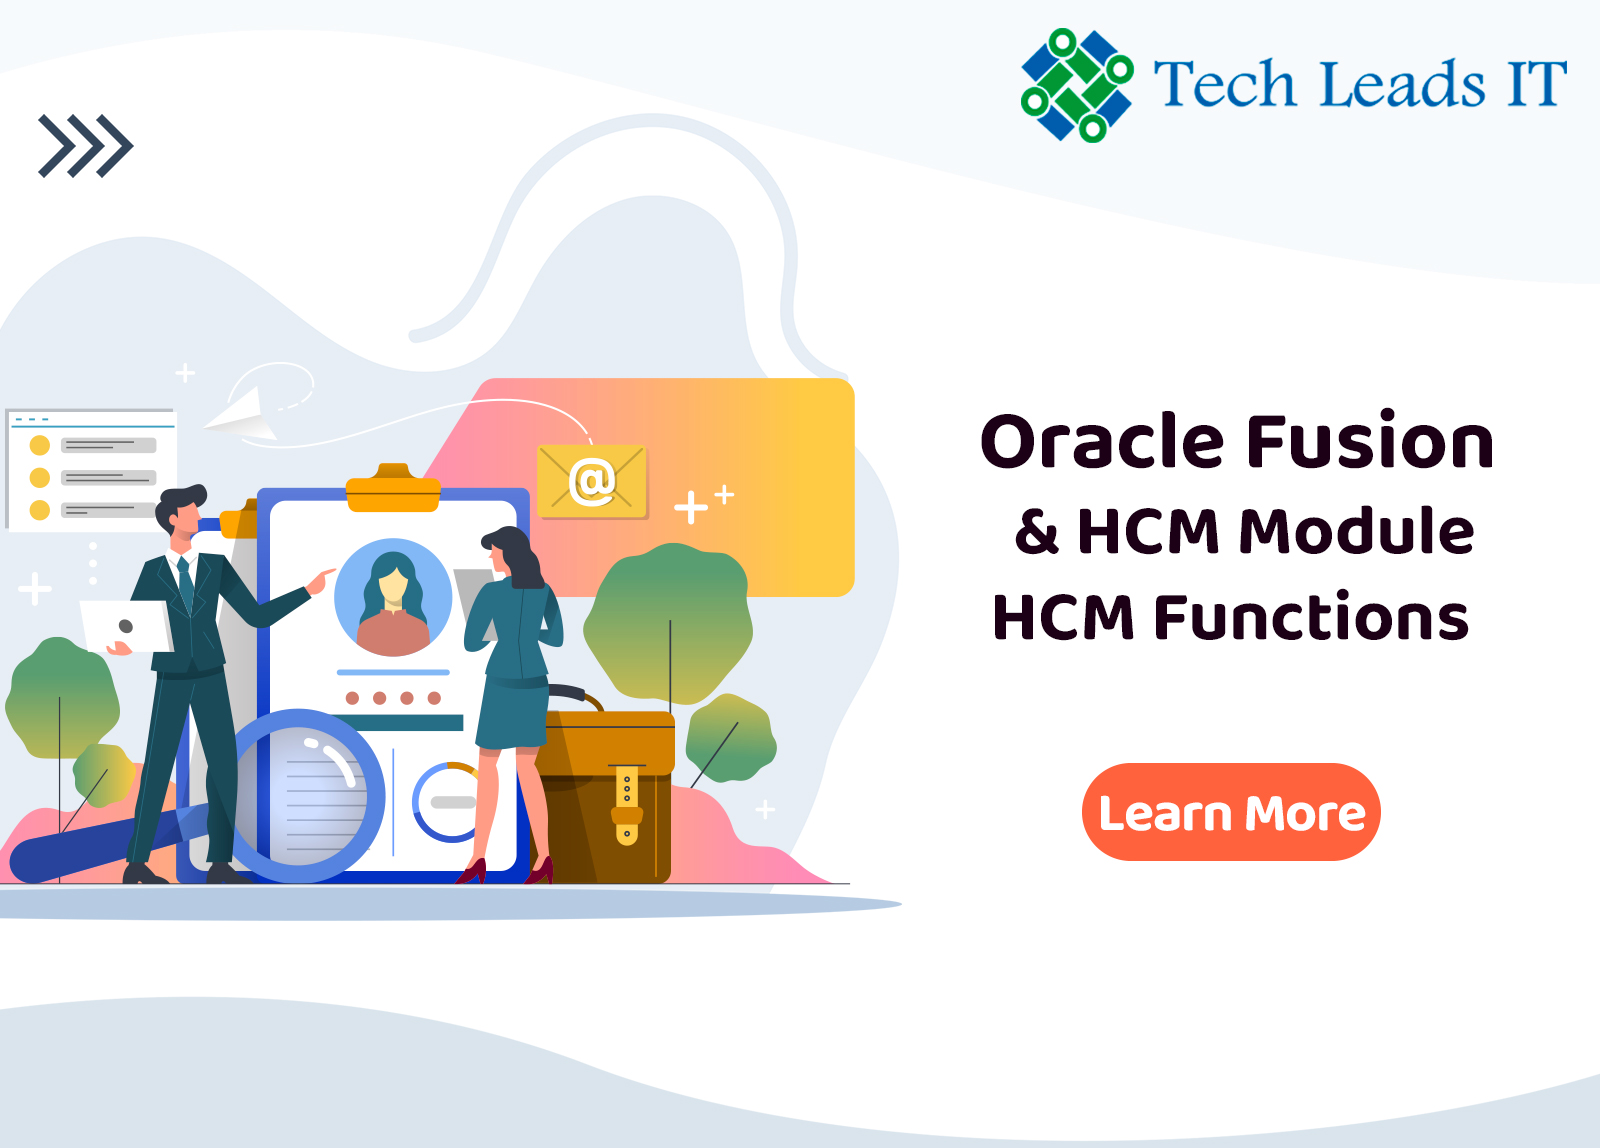 Tech Leads IT
@
Oracle Fusion
& HCM Module
HCM Functions
Learn More